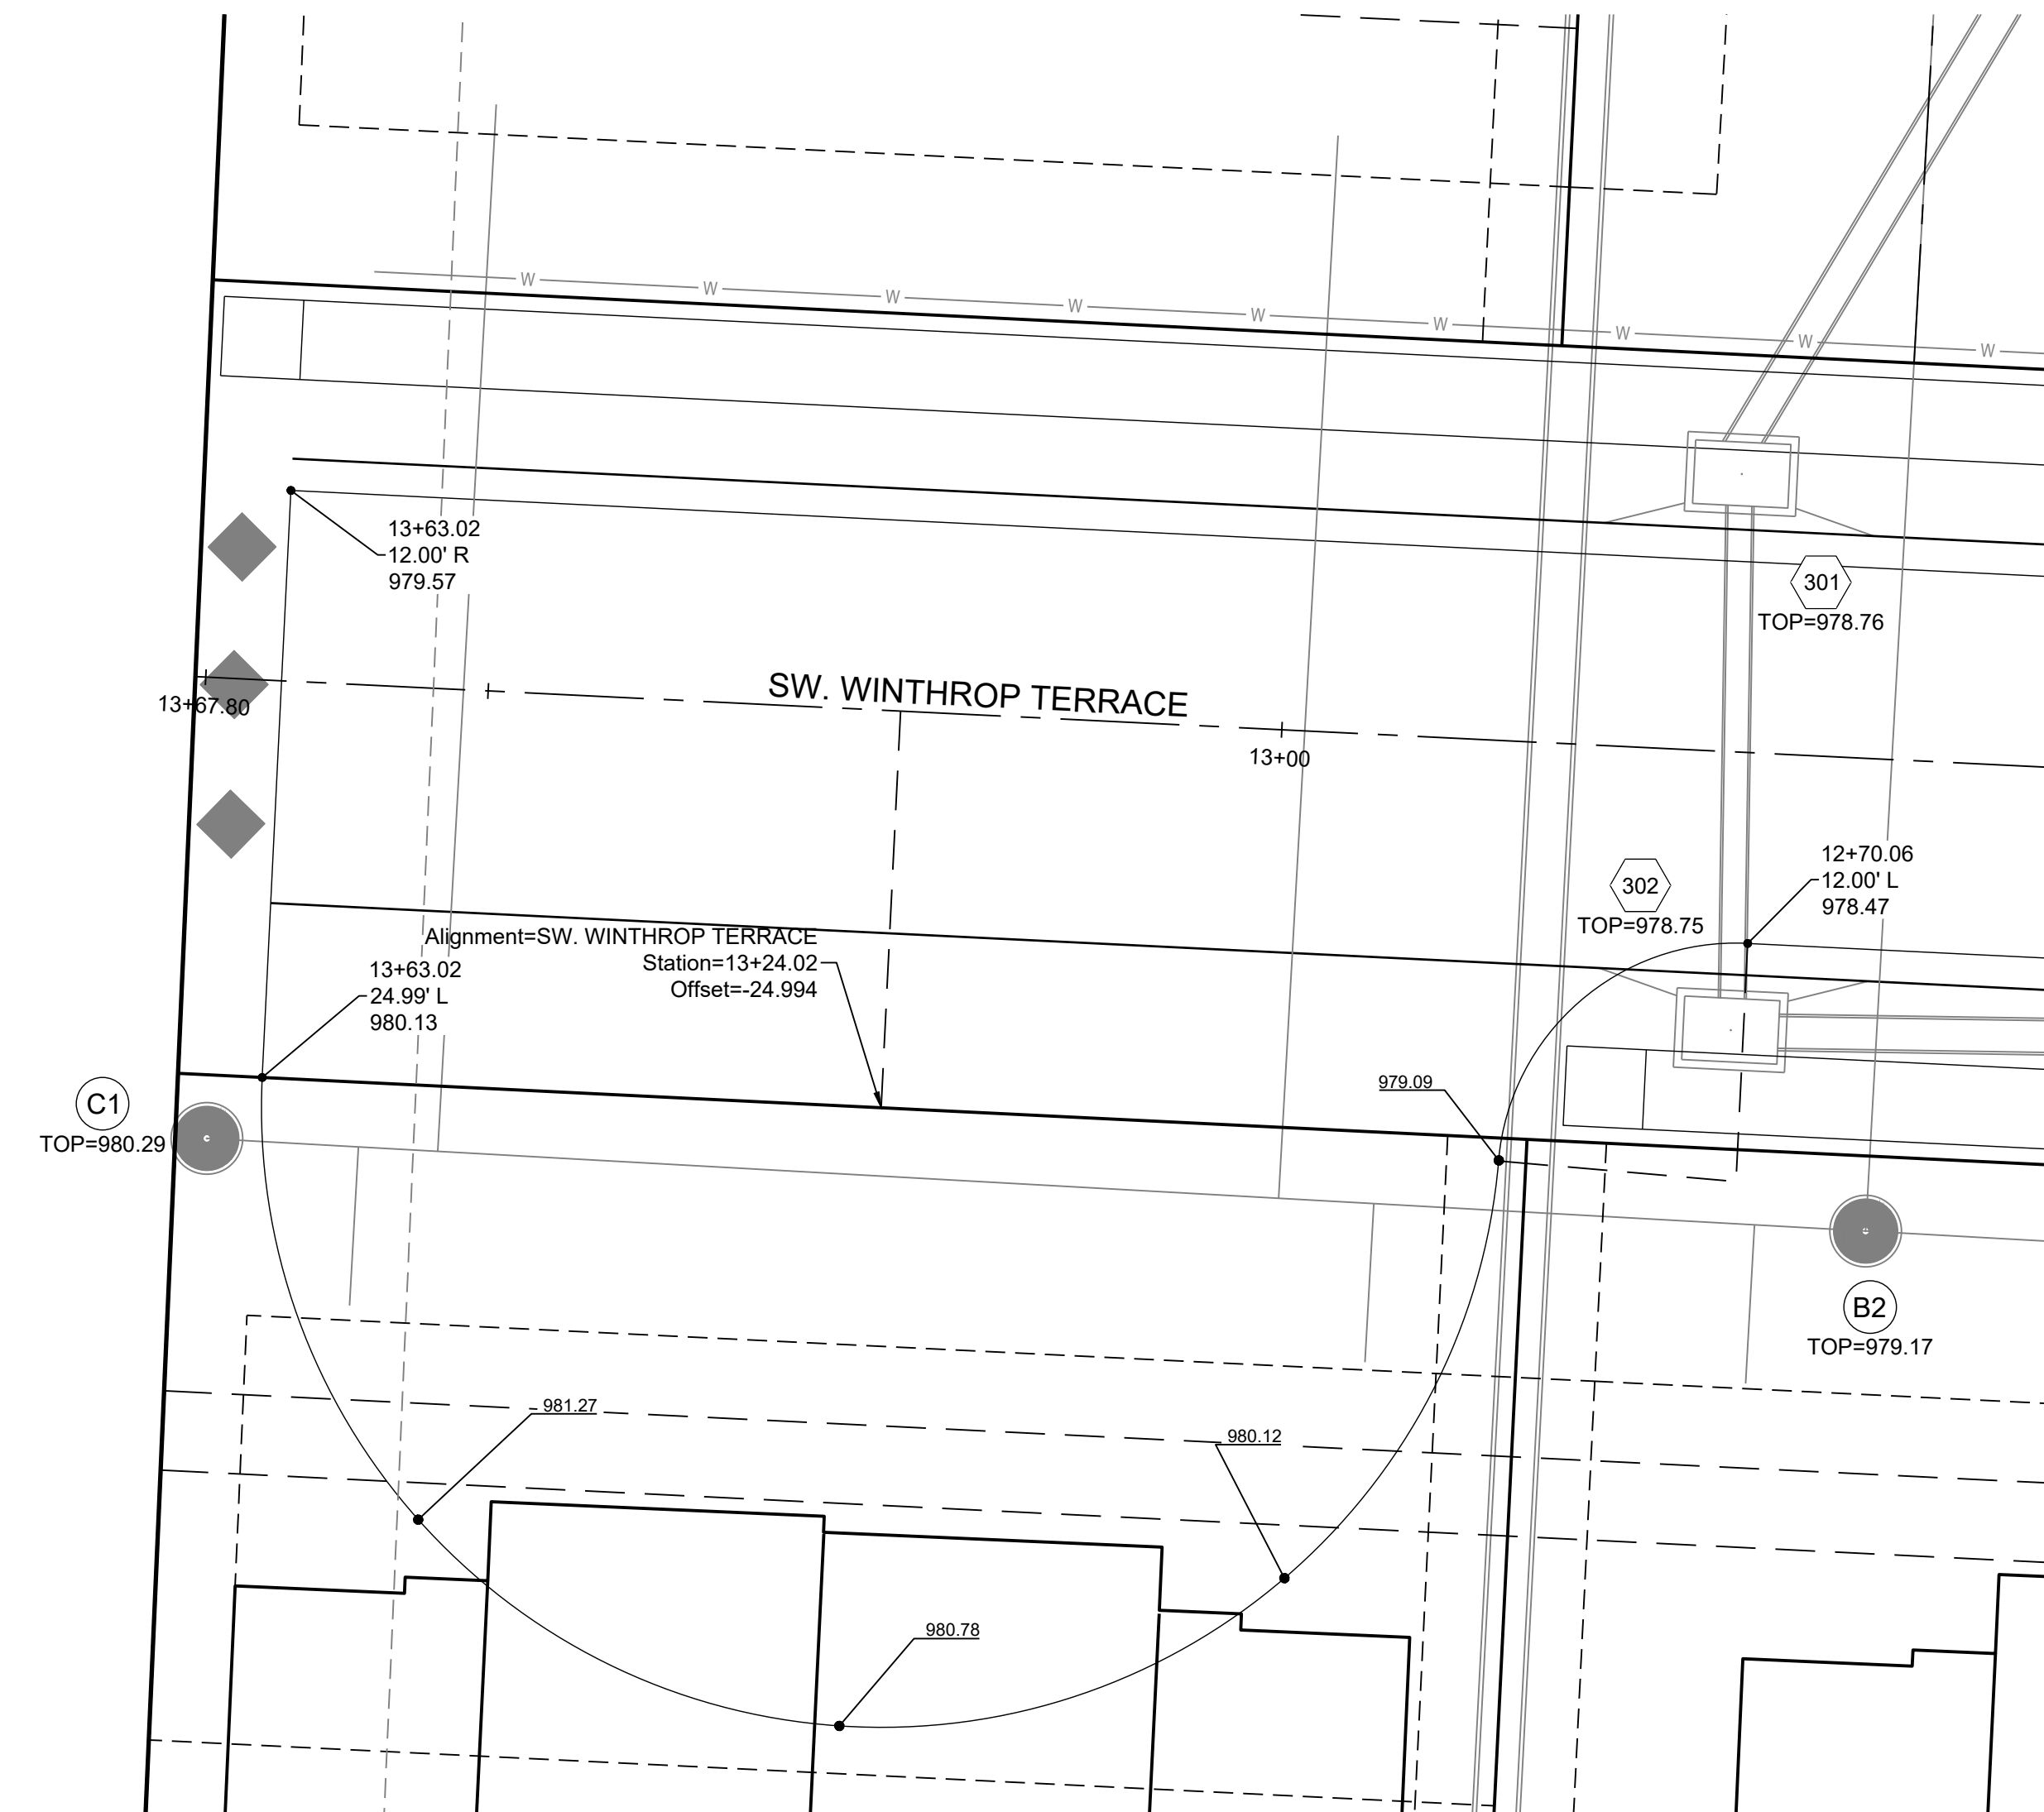 W W W W W W W W W
13+63.02
12.00' R
979.57
301
TOP=978.76
SW. WINTHROP TERRACE
13+67.80
13+00
12+70.06
12.00' L
978.47
302
TOP=978.75
Alignment=SW. WINTHROP TERRACE
Station=13+24.02
Offset=-24.994
13+63.02
24.99' L
980.13
979.09
C1
TOP=980.29
B2
TOP=979.17
981.27
980.12
980.78